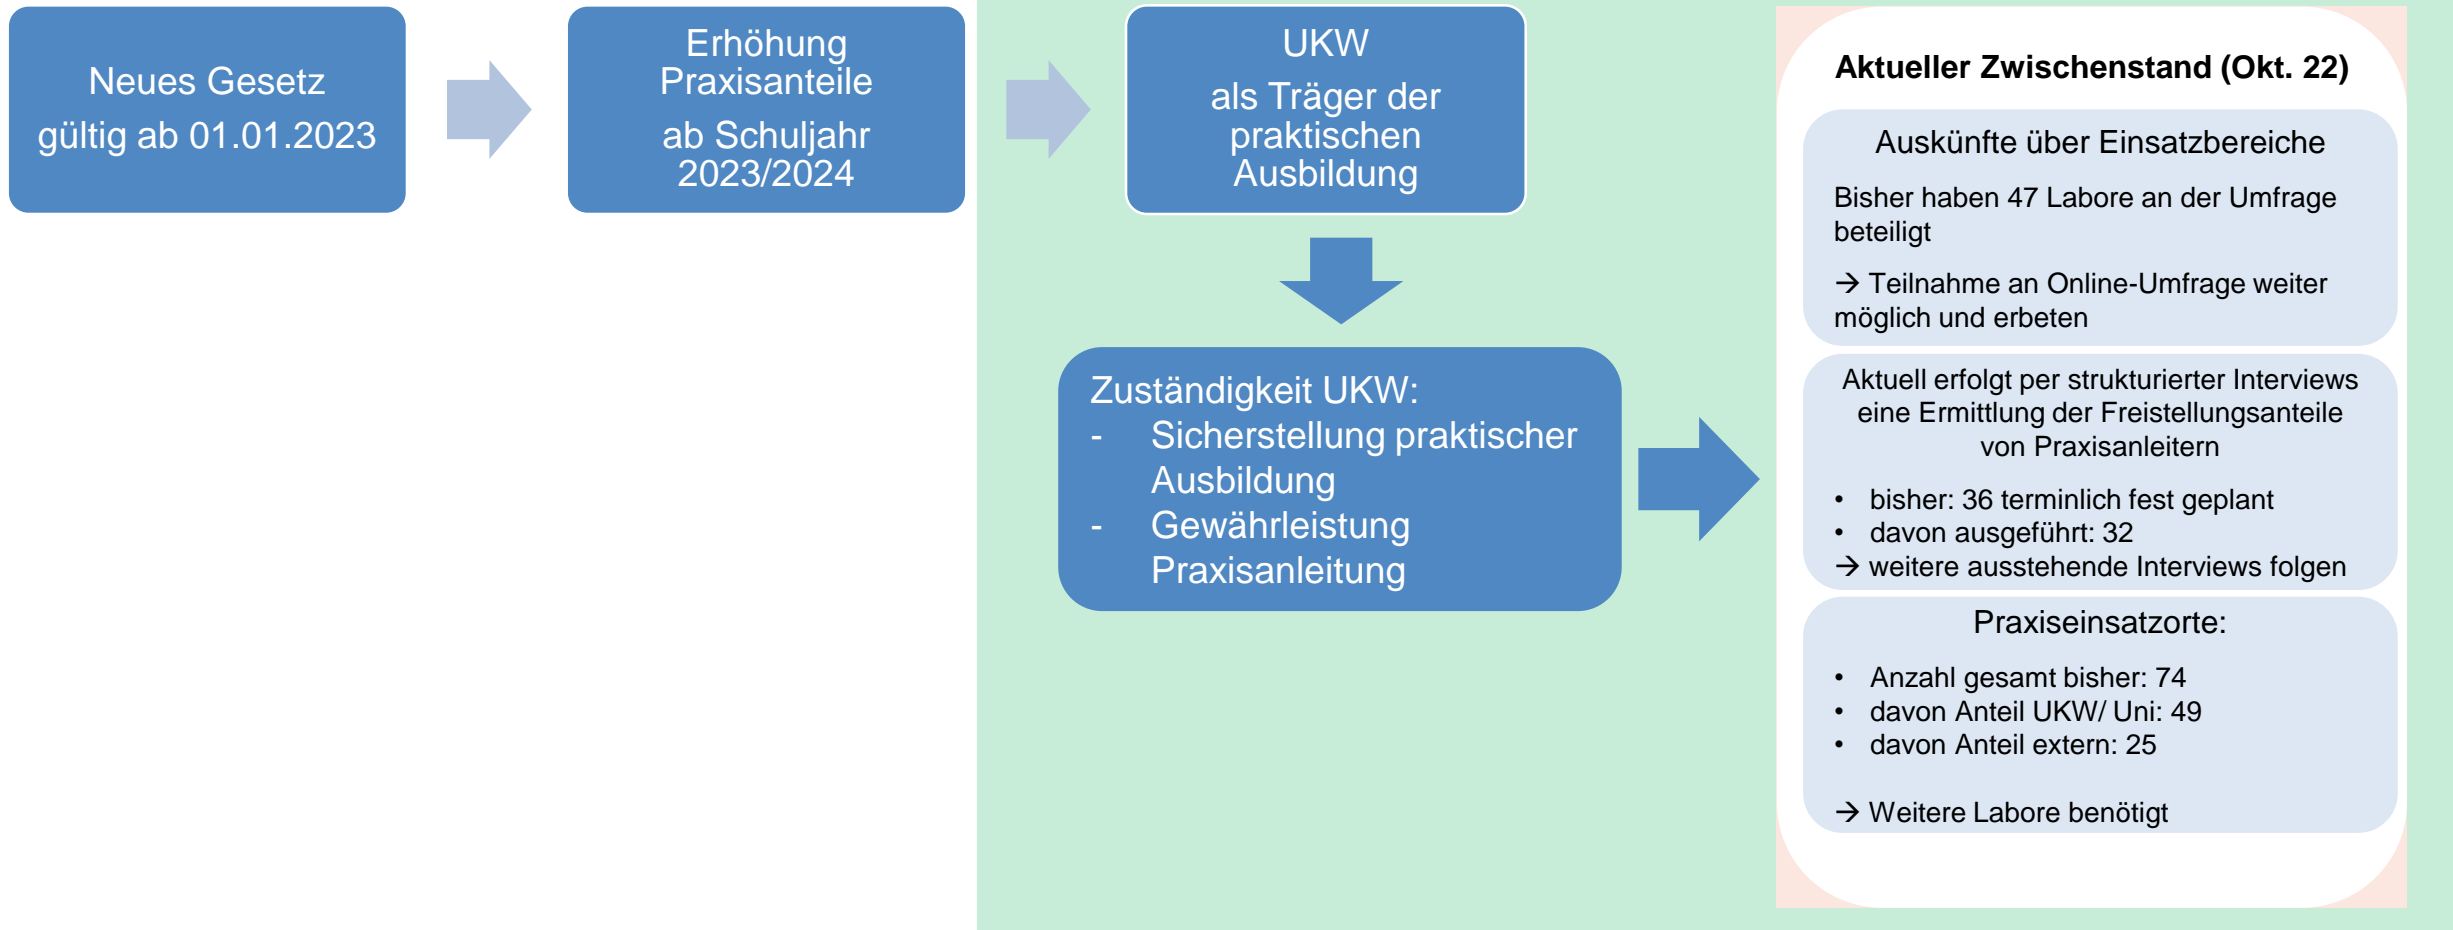 Neues Gesetz
gültig ab 01.01.2023
Erhöhung
Praxisanteile
ab Schuljahr
2023/2024
UKW
als Träger der
praktischen
Ausbildung
Zuständigkeit UKW:
- Sicherstellung praktischer
Ausbildung
- Gewährleistung
Praxisanleitung
Aktueller Zwischenstand (Okt. 22)
Auskünfte über Einsatzbereiche
Bisher haben 47 Labore an der Umfrage
beteiligt
→ Teilnahme an Online-Umfrage weiter
möglich und erbeten
Aktuell erfolgt per strukturierter Interviews
eine Ermittlung der Freistellungsanteile
von Praxisanleitern
• bisher: 36 terminlich fest geplant
• davon ausgeführt: 32
→ weitere ausstehende Interviews folgen
Praxiseinsatzorte:
• Anzahl gesamt bisher: 74
• davon Anteil UKW/ Uni: 49
• davon Anteil extern: 25
→ Weitere Labore benötigt